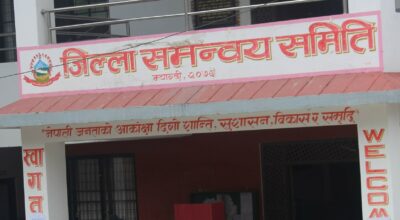 जिल्ला समन्वय समिति
"नेपाली जनताको आकांक्षा दिगो शान्ति, सुशासन, विकास र समृद्धि"
स्वागत
WELCOM